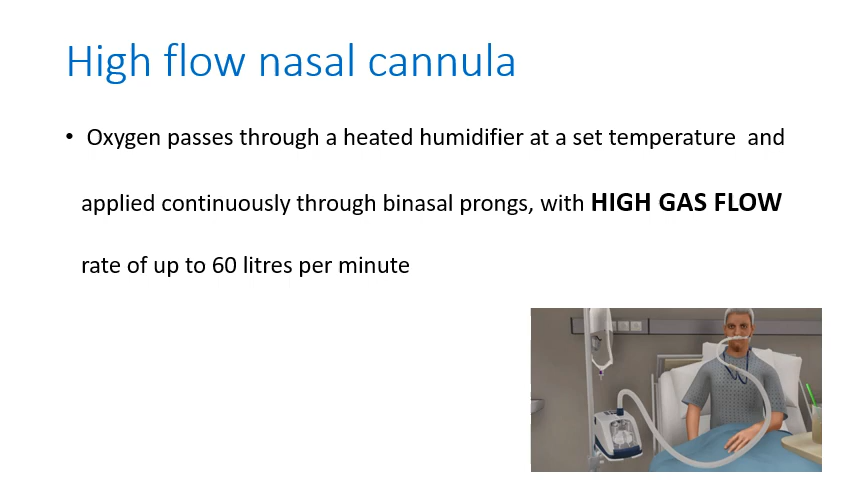 High flow nasal cannula
• Oxygen passes through a heated humidifier at a set temperature  and
applied continuously through binasal prongs, with HIGH GAS FLOW
rate of up to 60 litres per minute